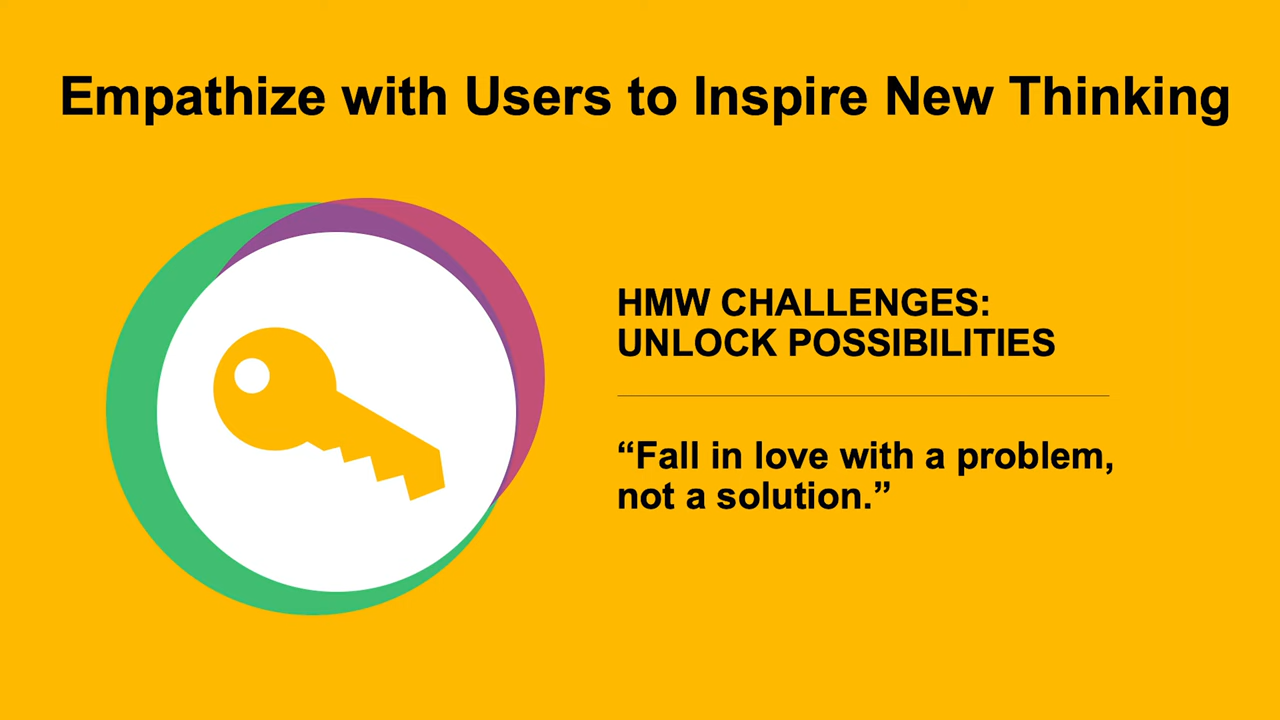 Empathize with Users to Inspire New Thinking
HMW CHALLENGES:
UNLOCK POSSIBILITIES
“Fall in love with a problem,
not a solution.”